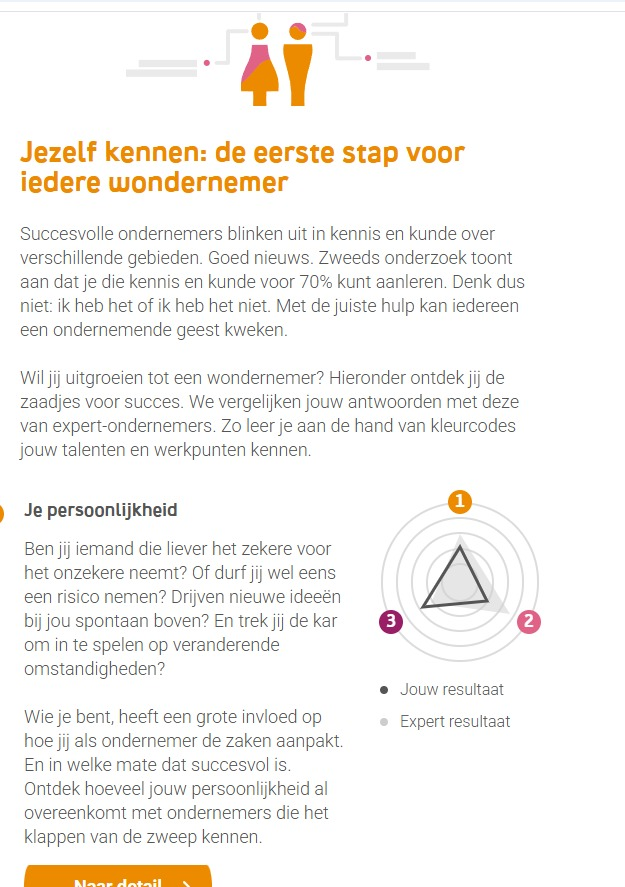 Jezelf kennen: de eerste stap voor
iedere wondernemer
Succesvolle ondernemers blinken uit in kennis en kunde over
verschillende gebieden. Goed nieuws. Zweeds onderzoek toont
aan dat je die kennis en kunde voor 70% kunt aanleren. Denk dus
niet: ik heb het of ik heb het niet. Met de juiste hulp kan iedereen
een ondernemende geest kweken.
Wil jij uitgroeien tot een wondernemer? Hieronder ontdek jij de
zaadjes voor succes. We vergelijken jouw antwoorden met deze
van expert-ondernemers. Zo leer je aan de hand van kleurcodes
jouw talenten en werkpunten kennen.
Je persoonlijkheid
Ben jij iemand die liever het zekere voor
het onzekere neemt? Of durf jij wel eens
een risico nemen? Drijven nieuwe ideeën
bij jou spontaan boven? En trek jij de kar
om in te spelen op veranderende
omstandigheden?
Wie je bent, heeft een grote invloed op
hoe jij als ondernemer de zaken aanpakt.
En in welke mate dat succesvol is.
Ontdek hoeveel jouw persoonlijkheid al
overeenkomt met ondernemers die het
klappen van de zweep kennen.
Naar detail
1
3
2
Jouw resultaat
Expert resultaat